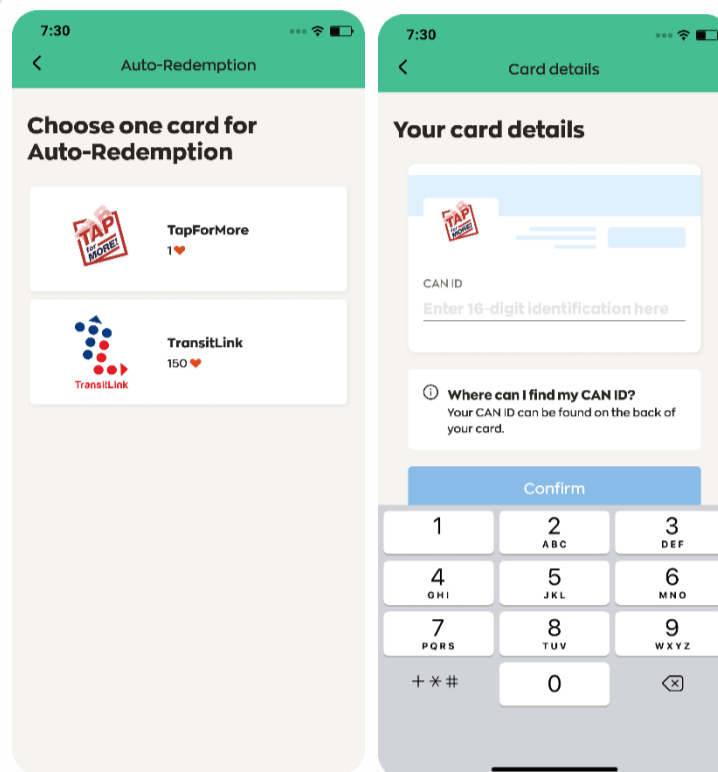 7:30
Auto-Redemption
Choose one card for
Auto-Redemption
TAP
for
MORE!
TapForMore
1
TransitLink
TransitLink
150
7:30
Card details
Your card details
TAP
for
MORE!
CAN ID
Enter 16-digit identification here
Where can I find my CAN ID?
Your CAN ID can be found on the back of
your card.
Confirm
1 2 3
ABC DEF
4 5 6
GHI JKL MNO
7 8 9
PQRS TUV WXYZ
+*# 0